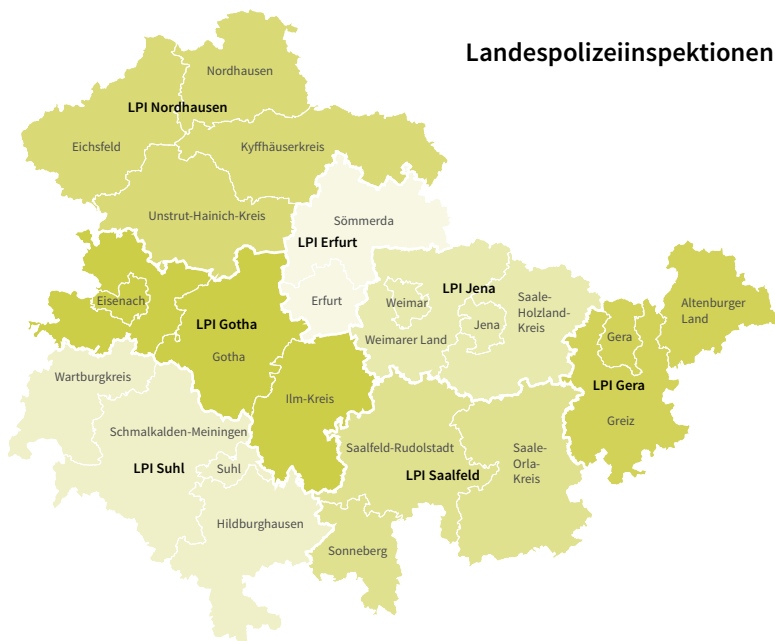 Landespolizeiinspektionen
Nordhausen
LPI Nordhausen
Eichsfeld
Kyffhäuserkreis
Unstrut-Hainich-Kreis
Sömmerda
LPI Erfurt
Erfurt
Eisenach
LPI Gotha
Gotha
Ilm-Kreis
LPI Jena
Weimar
Saale-
Holzland-
Kreis
Jena
Weimarer Land
Altenburger
Land
Gera
LPI Gera
Greiz
Wartburgkreis
Schmalkalden-Meiningen
LPI Suhl
Suhl
Hildburghausen
Saalfeld-Rudolstadt
Saale-
Orla-
Kreis
LPI Saalfeld
Sonneberg